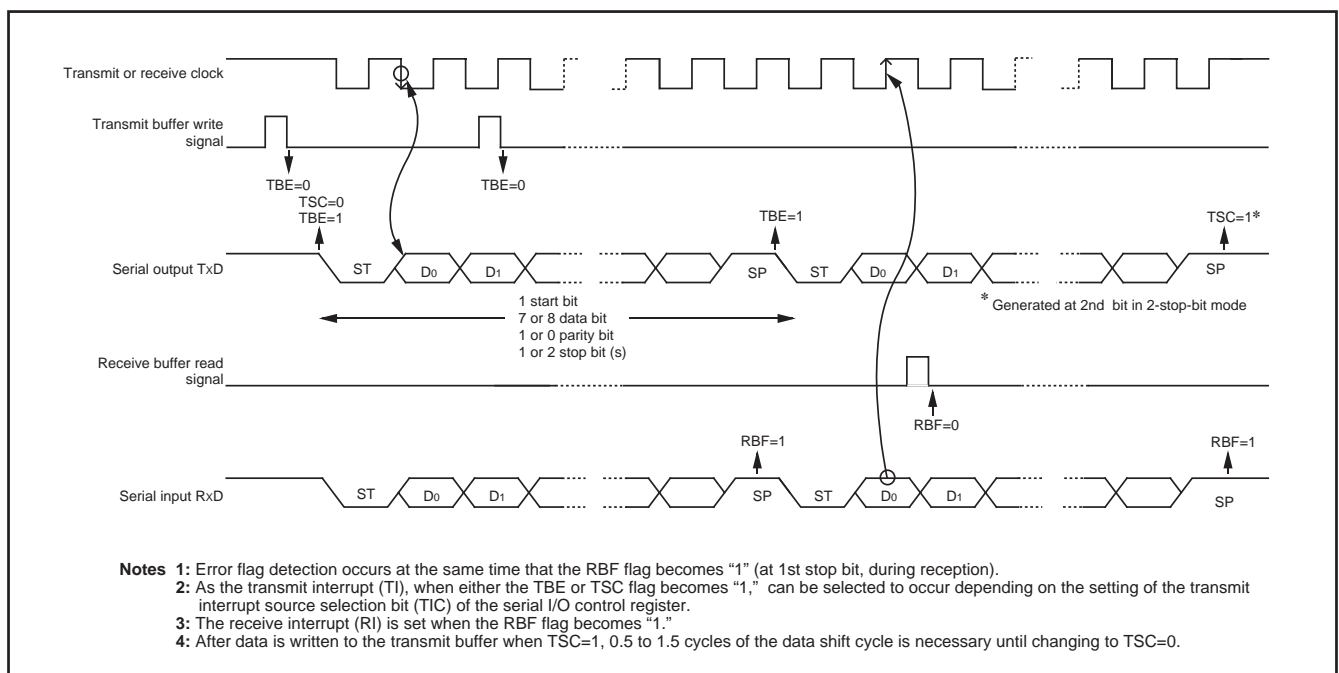 Transmit or receive clock
Transmit buffer write
signal
TBE=0
TBE=0
TSC=0
TBE=1
TBE=1
TSC=1*
Serial output TxD
ST
D0
D1
SP
ST
D0
D1
SP
1 start bit
7 or 8 data bit
1 or 0 parity bit
1 or 2 stop bit (s)
* Generated at 2nd bit in 2-stop-bit mode
Receive buffer read
signal
RBF=0
RBF=1
RBF=1
Serial input RxD
ST
D0
D1
SP
ST
D0
D1
SP
Notes 1: Error flag detection occurs at the same time that the RBF flag becomes “1” (at 1st stop bit, during reception).
2: As the transmit interrupt (TI), when either the TBE or TSC flag becomes “1,” can be selected to occur depending on the setting of the transmit
interrupt source selection bit (TIC) of the serial I/O control register.
3: The receive interrupt (RI) is set when the RBF flag becomes “1.”
4: After data is written to the transmit buffer when TSC=1, 0.5 to 1.5 cycles of the data shift cycle is necessary until changing to TSC=0.